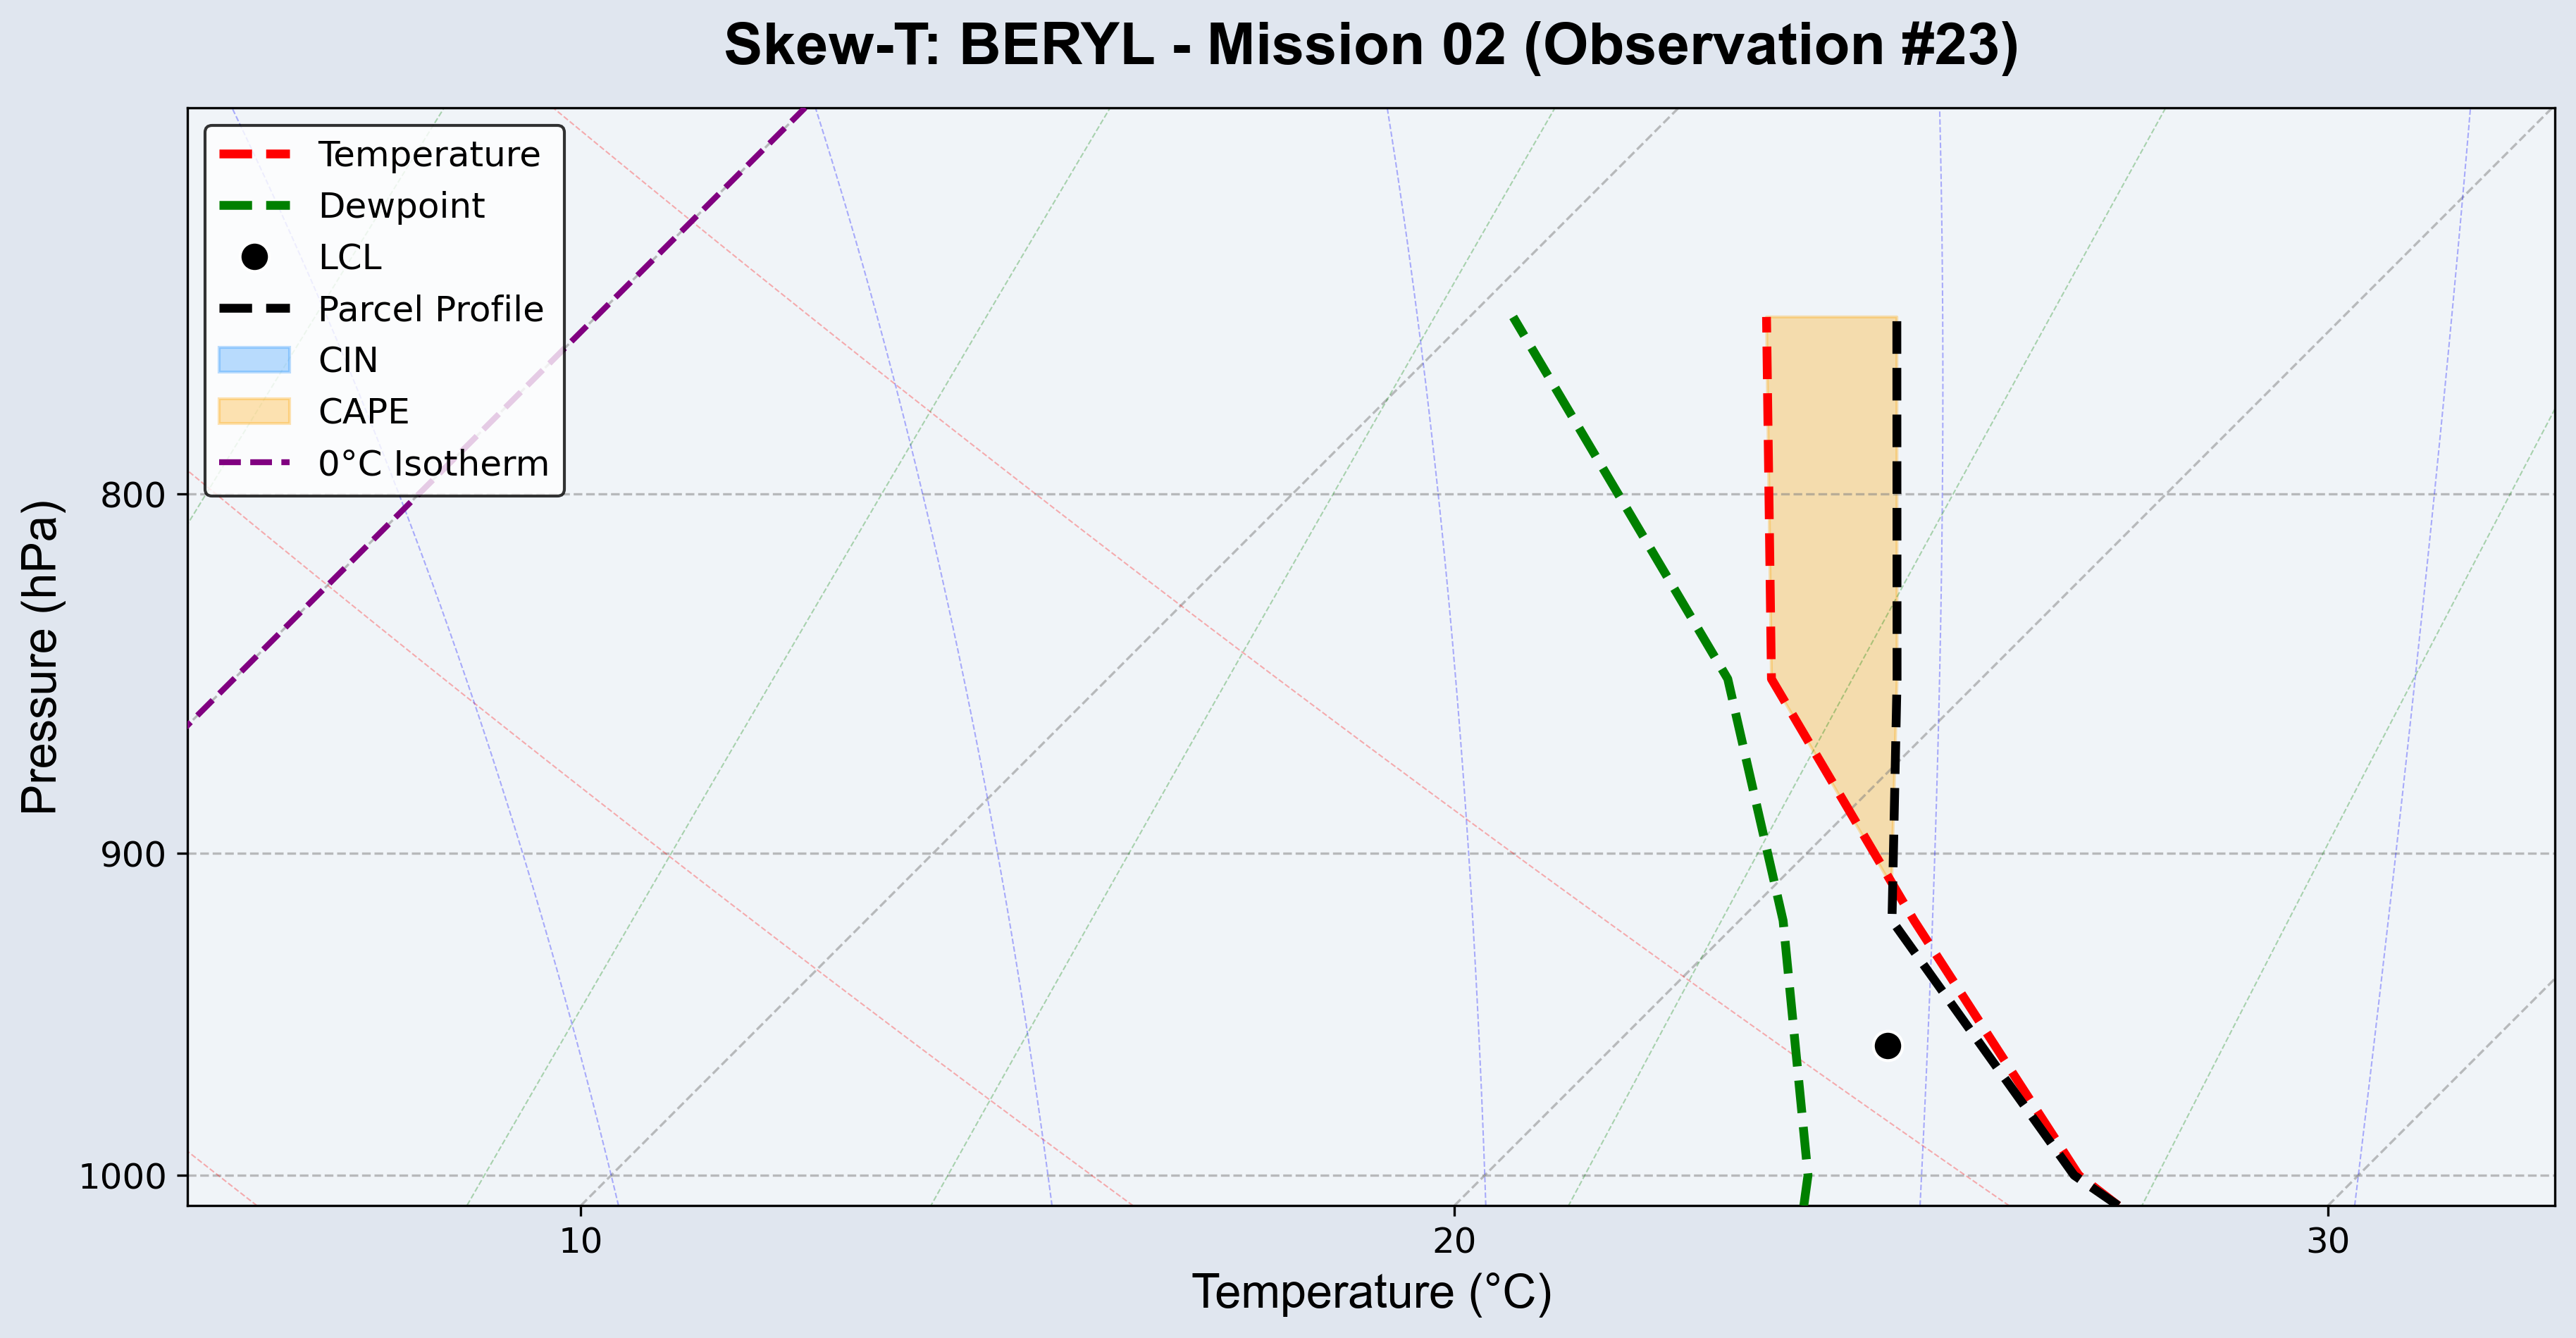 Skew-T: BERYL - Mission 02 (Observation #23)
Temperature
Dewpoint
LCL
Parcel Profile
CIN
CAPE
0°C Isotherm
Pressure (hPa)
800
900
1000
10
20
30
Temperature (°C)